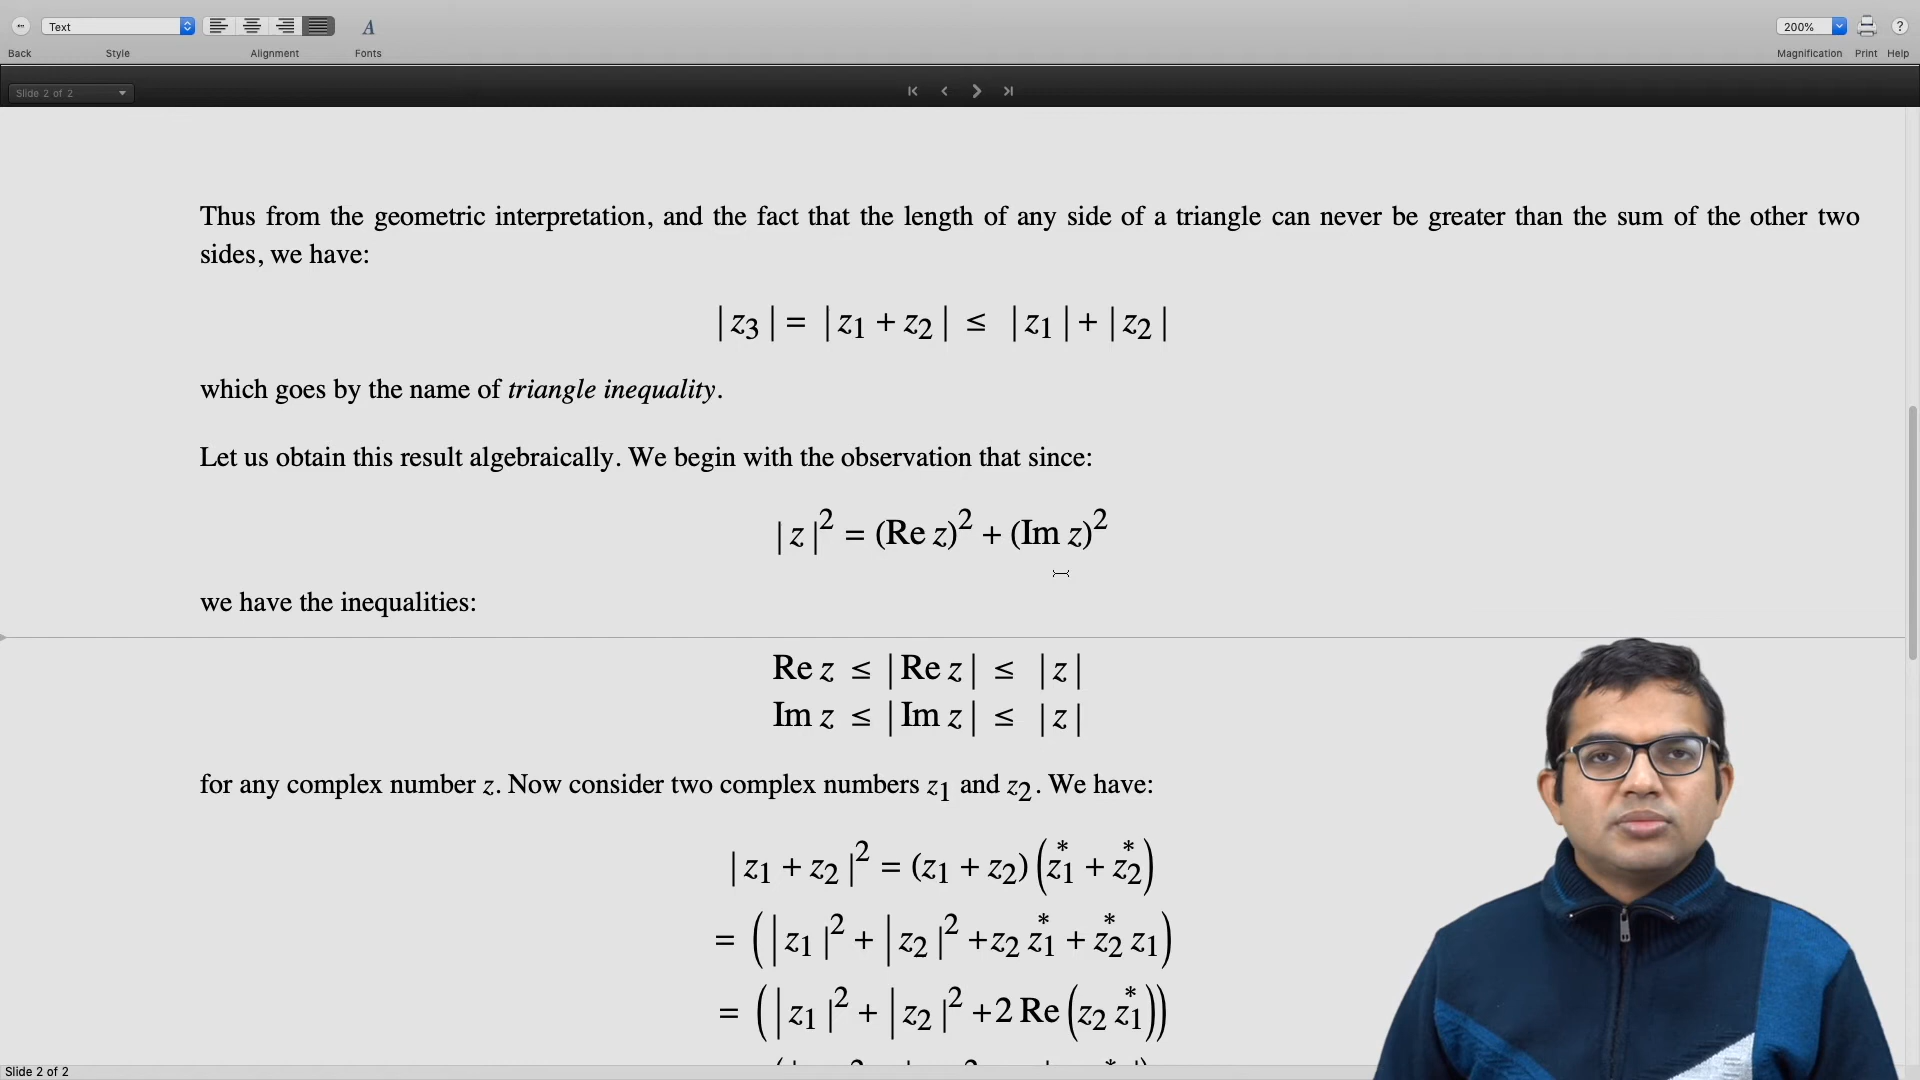 Text
200%
Back Style Alignment Fonts Magnification Print Help
Slide 2 of 2
Thus from the geometric interpretation, and the fact that the length of any side of a triangle can never be greater than the sum of the other two
sides, we have:
| z₃ | = | z₁ + z₂ | ≤ | z₁ | + | z₂ |
which goes by the name of triangle inequality.
Let us obtain this result algebraically. We begin with the observation that since:
| z |² = (Re z)² + (Im z)²
we have the inequalities:
Re z ≤ | Re z | ≤ | z |
Im z ≤ | Im z | ≤ | z |
for any complex number z. Now consider two complex numbers z₁ and z₂. We have:
| z₁ + z₂ |² = (z₁ + z₂) (z₁* + z₂*)
= (| z₁ |² + | z₂ |² + z₂ z₁* + z₂* z₁)
= (| z₁ |² + | z₂ |² + 2 Re (z₂ z₁*))
Slide 2 of 2